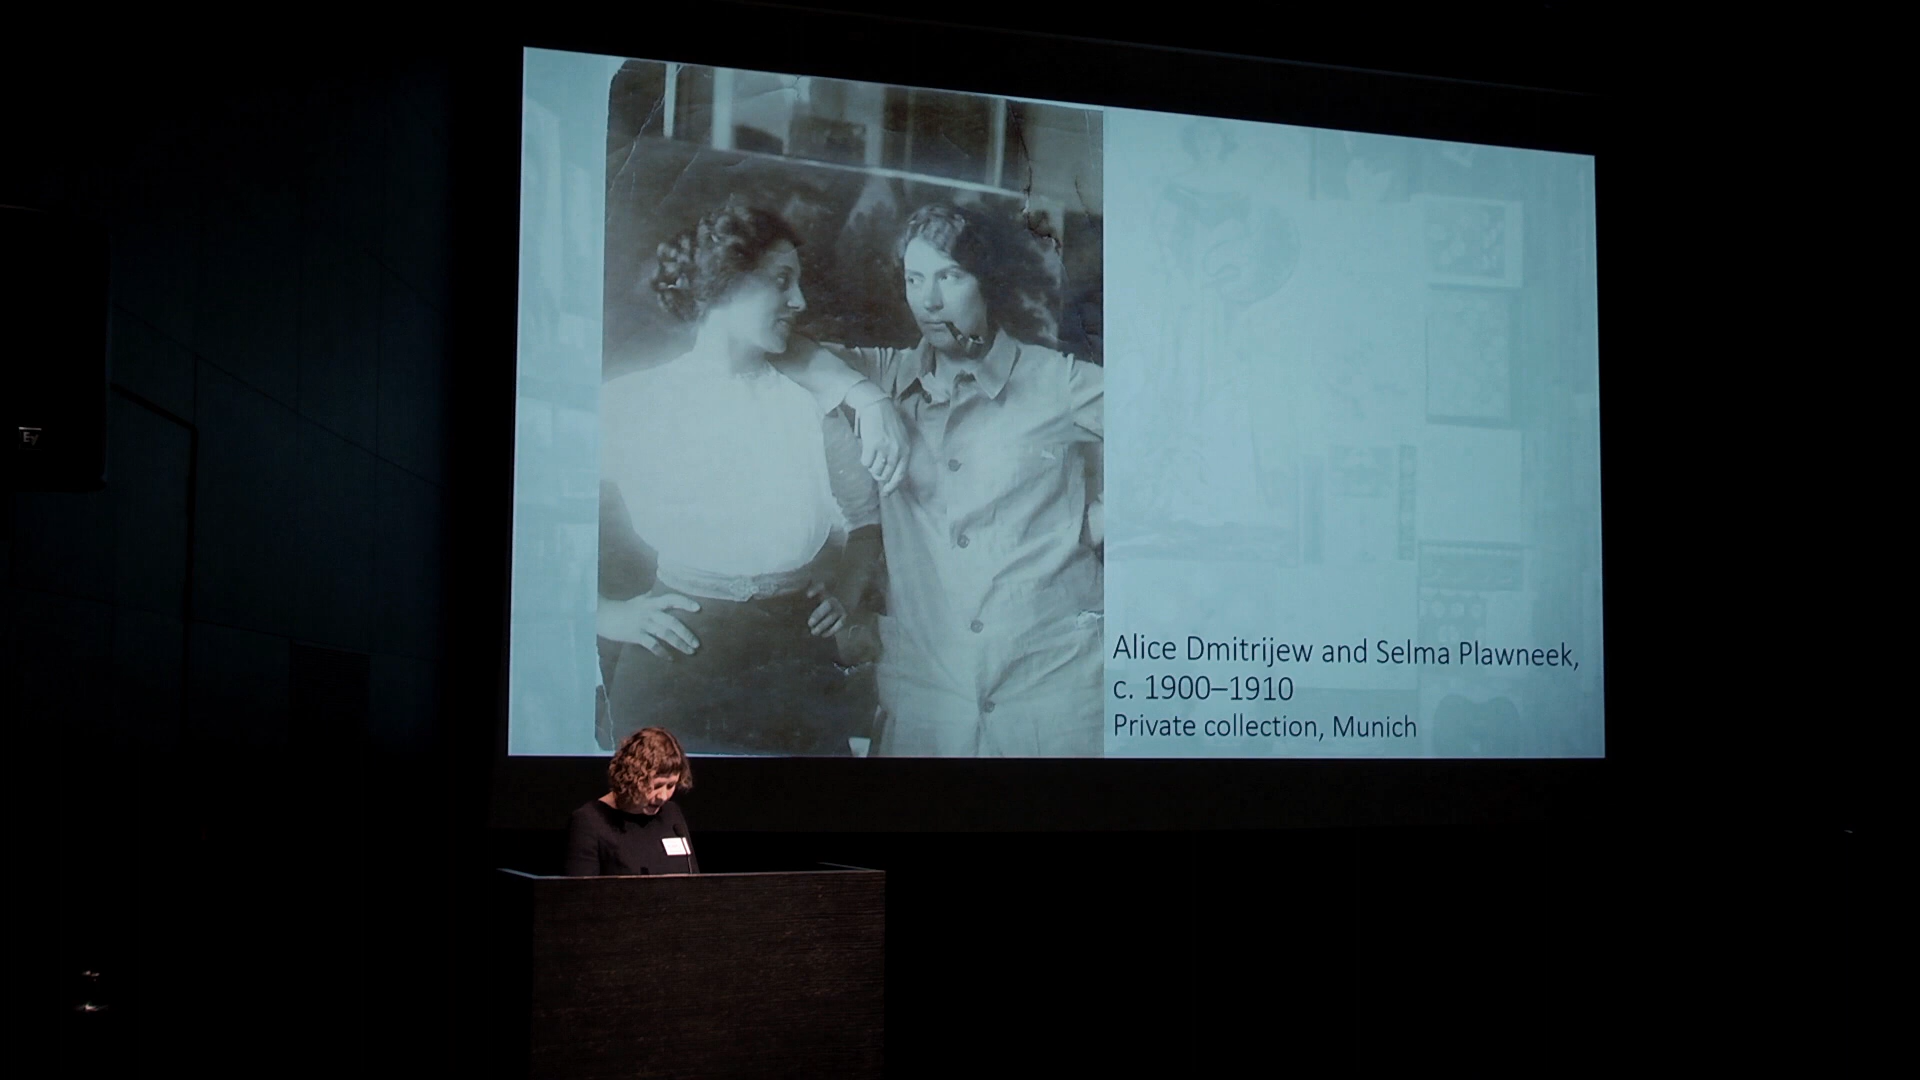 Alice Dmitrijew and Selma Plawneek,
c. 1900–1910
Private collection, Munich